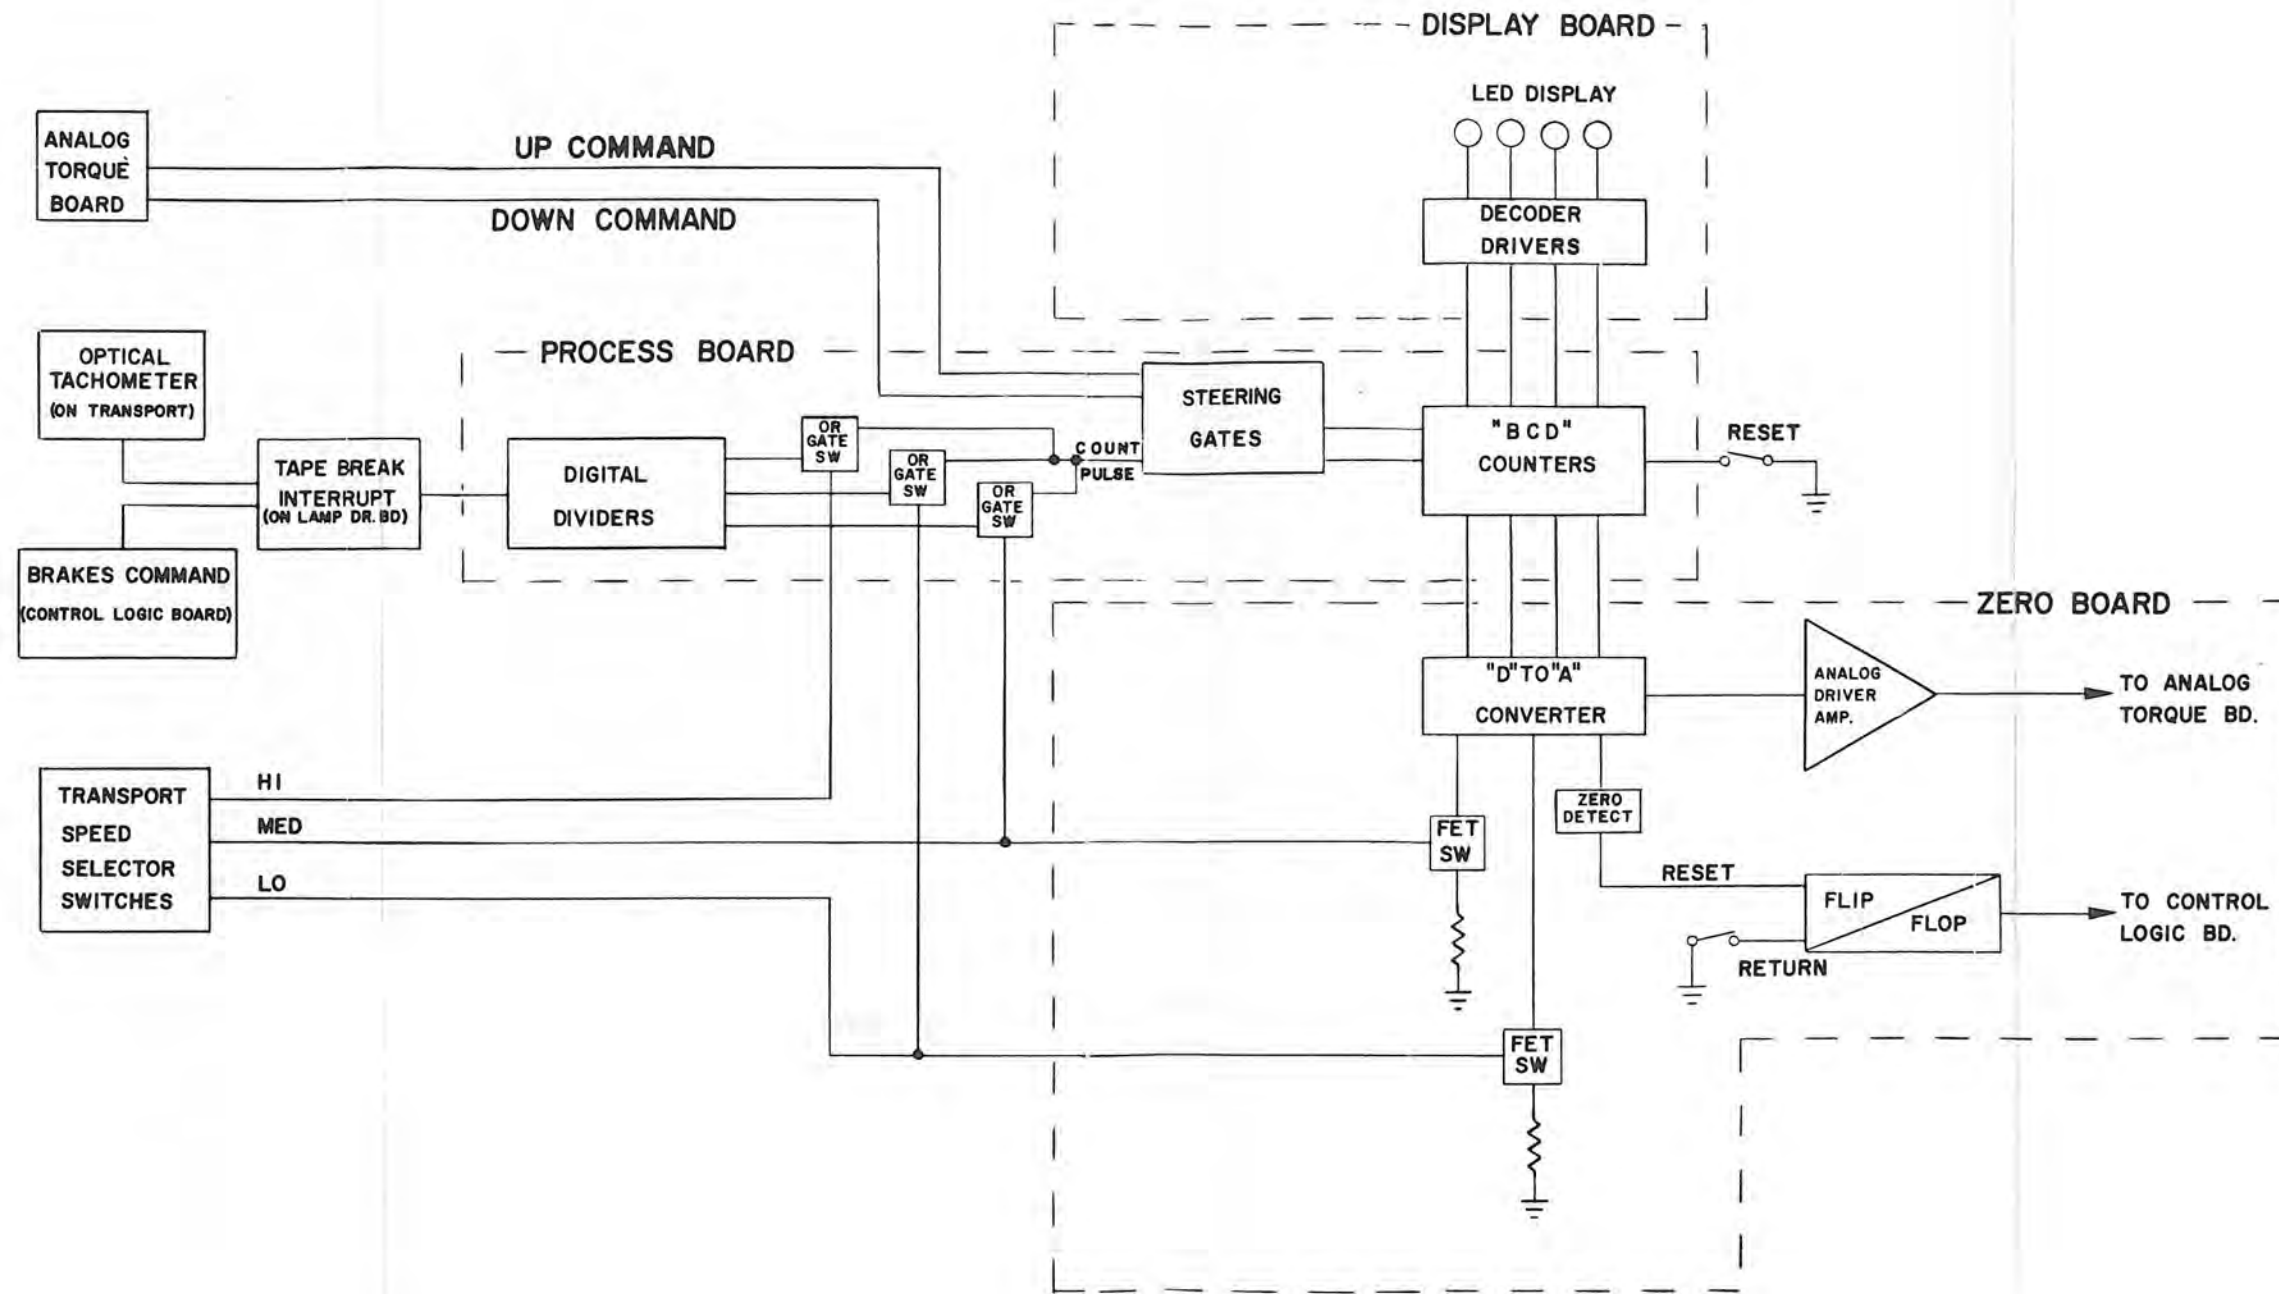 DISPLAY BOARD
LED DISPLAY
ANALOG
TORQUÈ
BOARD
UP COMMAND
DOWN COMMAND
DECODER
DRIVERS
PROCESS BOARD
OPTICAL
TACHOMETER
(ON TRANSPORT)
TAPE BREAK
INTERRUPT
(ON LAMP DR. BD)
BRAKES COMMAND
(CONTROL LOGIC BOARD)
DIGITAL
DIVIDERS
OR
GATE
SW
OR
GATE
SW
OR
GATE
SW
COUNT
PULSE
STEERING
GATES
"BCD"
COUNTERS
RESET
ZERO BOARD
"D" TO "A"
CONVERTER
ANALOG
DRIVER
AMP.
TO ANALOG
TORQUE BD.
TRANSPORT
SPEED
SELECTOR
SWITCHES
HI
MED
LO
FET
SW
ZERO
DETECT
RESET
FLIP
FLOP
RETURN
TO CONTROL
LOGIC BD.
FET
SW